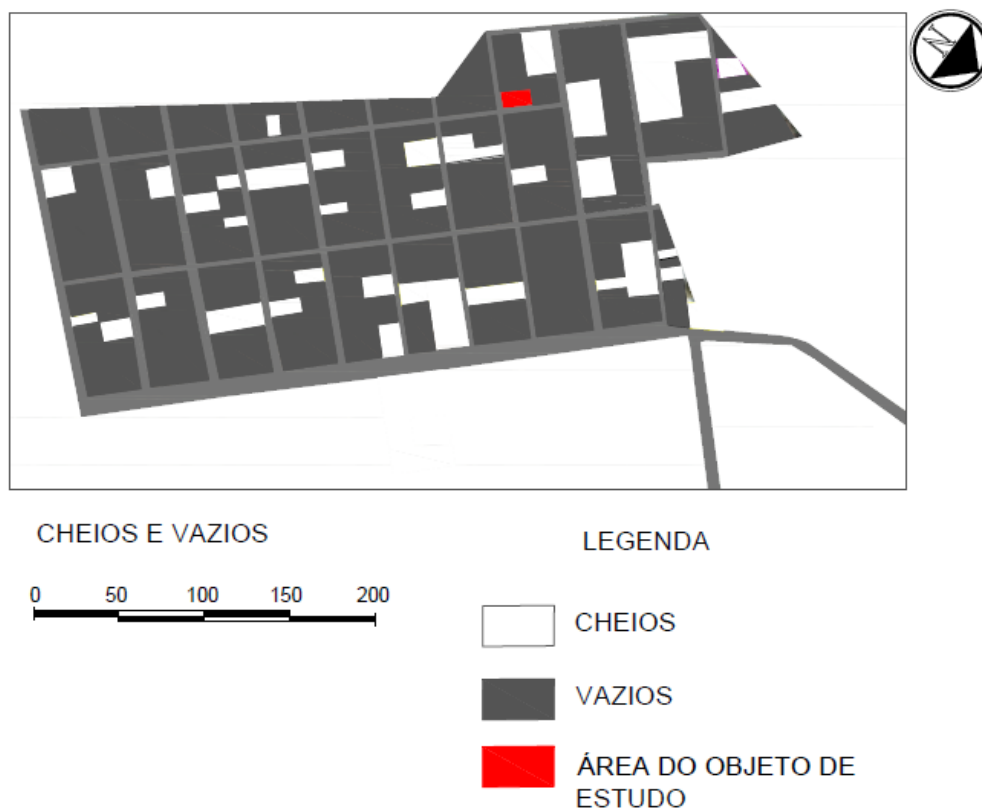 N
CHEIOS E VAZIOS
0 50 100 150 200
LEGENDA
CHEIOS
VAZIOS
ÁREA DO OBJETO DE
ESTUDO